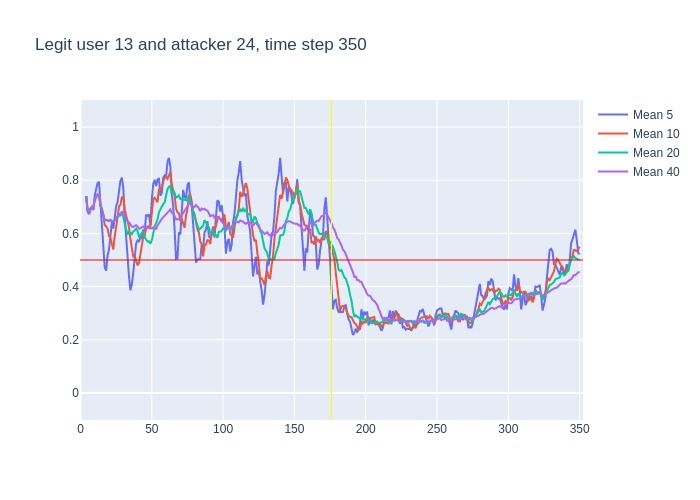 Legit user 13 and attacker 24, time step 350
Mean 5
Mean 10
Mean 20
Mean 40
1
0.8
0.6
0.4
0.2
0
0 50 100 150 200 250 300 350